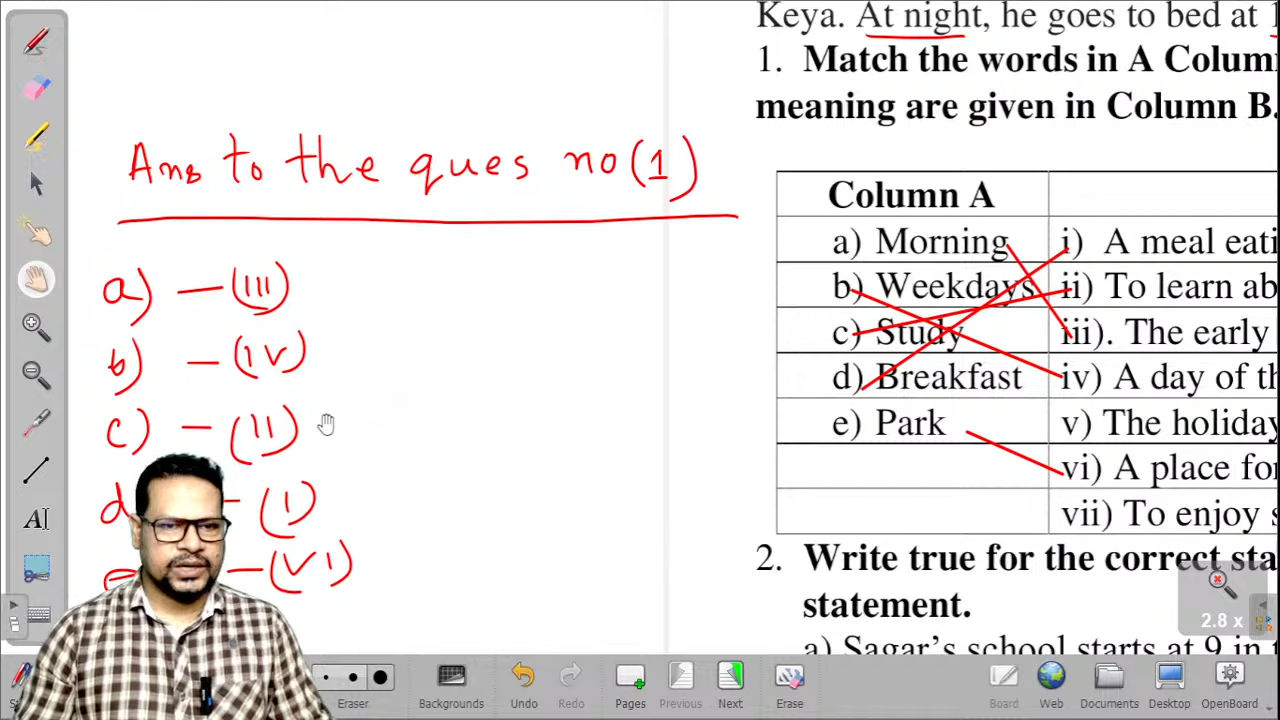 Keya. At night, he goes to bed at 1
1. Match the words in A Colum
meaning are given in Column B.
Ans to the ques no (1)
a) — (iii)
b) — (iv)
c) — (ii)
d — (i)
e — (vi)
Column A
a) Morning i) A meal eati
b) Weekdays ii) To learn ab
c) Study iii). The early
d) Breakfast iv) A day of th
e) Park v) The holiday
vi) A place for
vii) To enjoy s
2. Write true for the correct sta
statement.
a) Sagar's school starts at 9 in t
2.8 x
Eraser
Backgrounds
Undo
Redo
Pages
Previous
Next
Erase
Board
Web
Documents
Desktop
OpenBoard